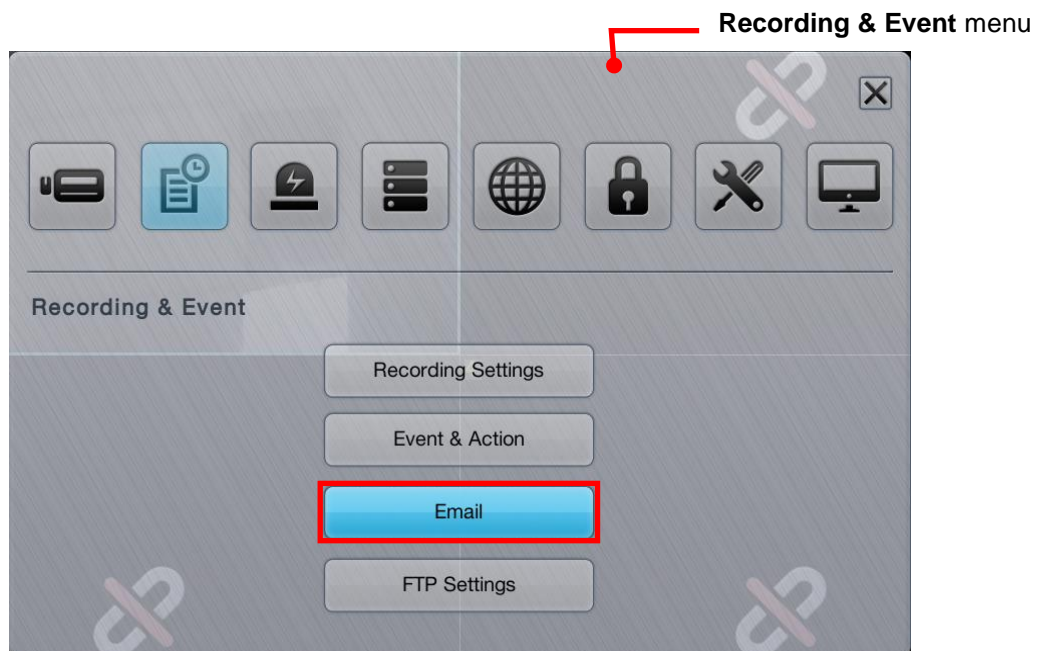 Recording & Event menu
Recording & Event
Recording Settings
Event & Action
Email
FTP Settings